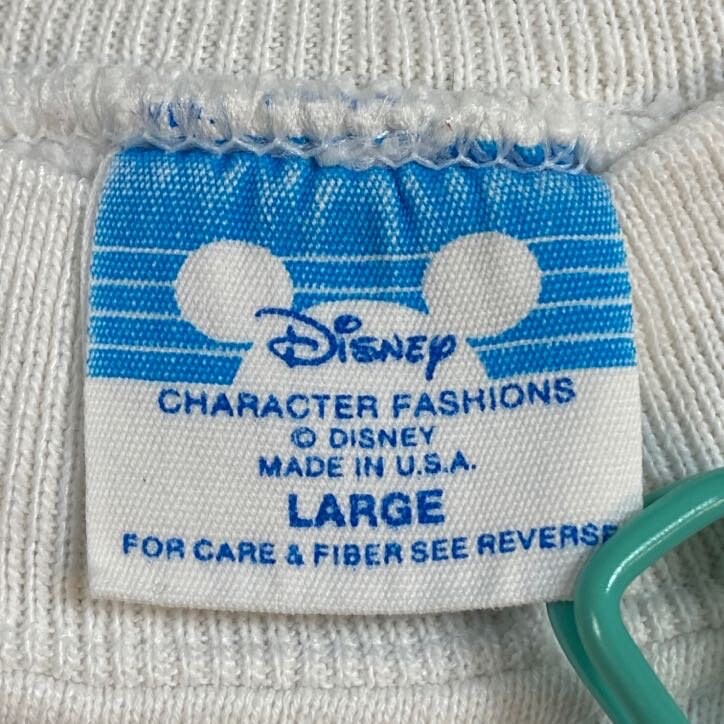 Disney
CHARACTER FASHIONS
© DISNEY
MADE IN U.S.A.
LARGE
FOR CARE & FIBER SEE REVERSE